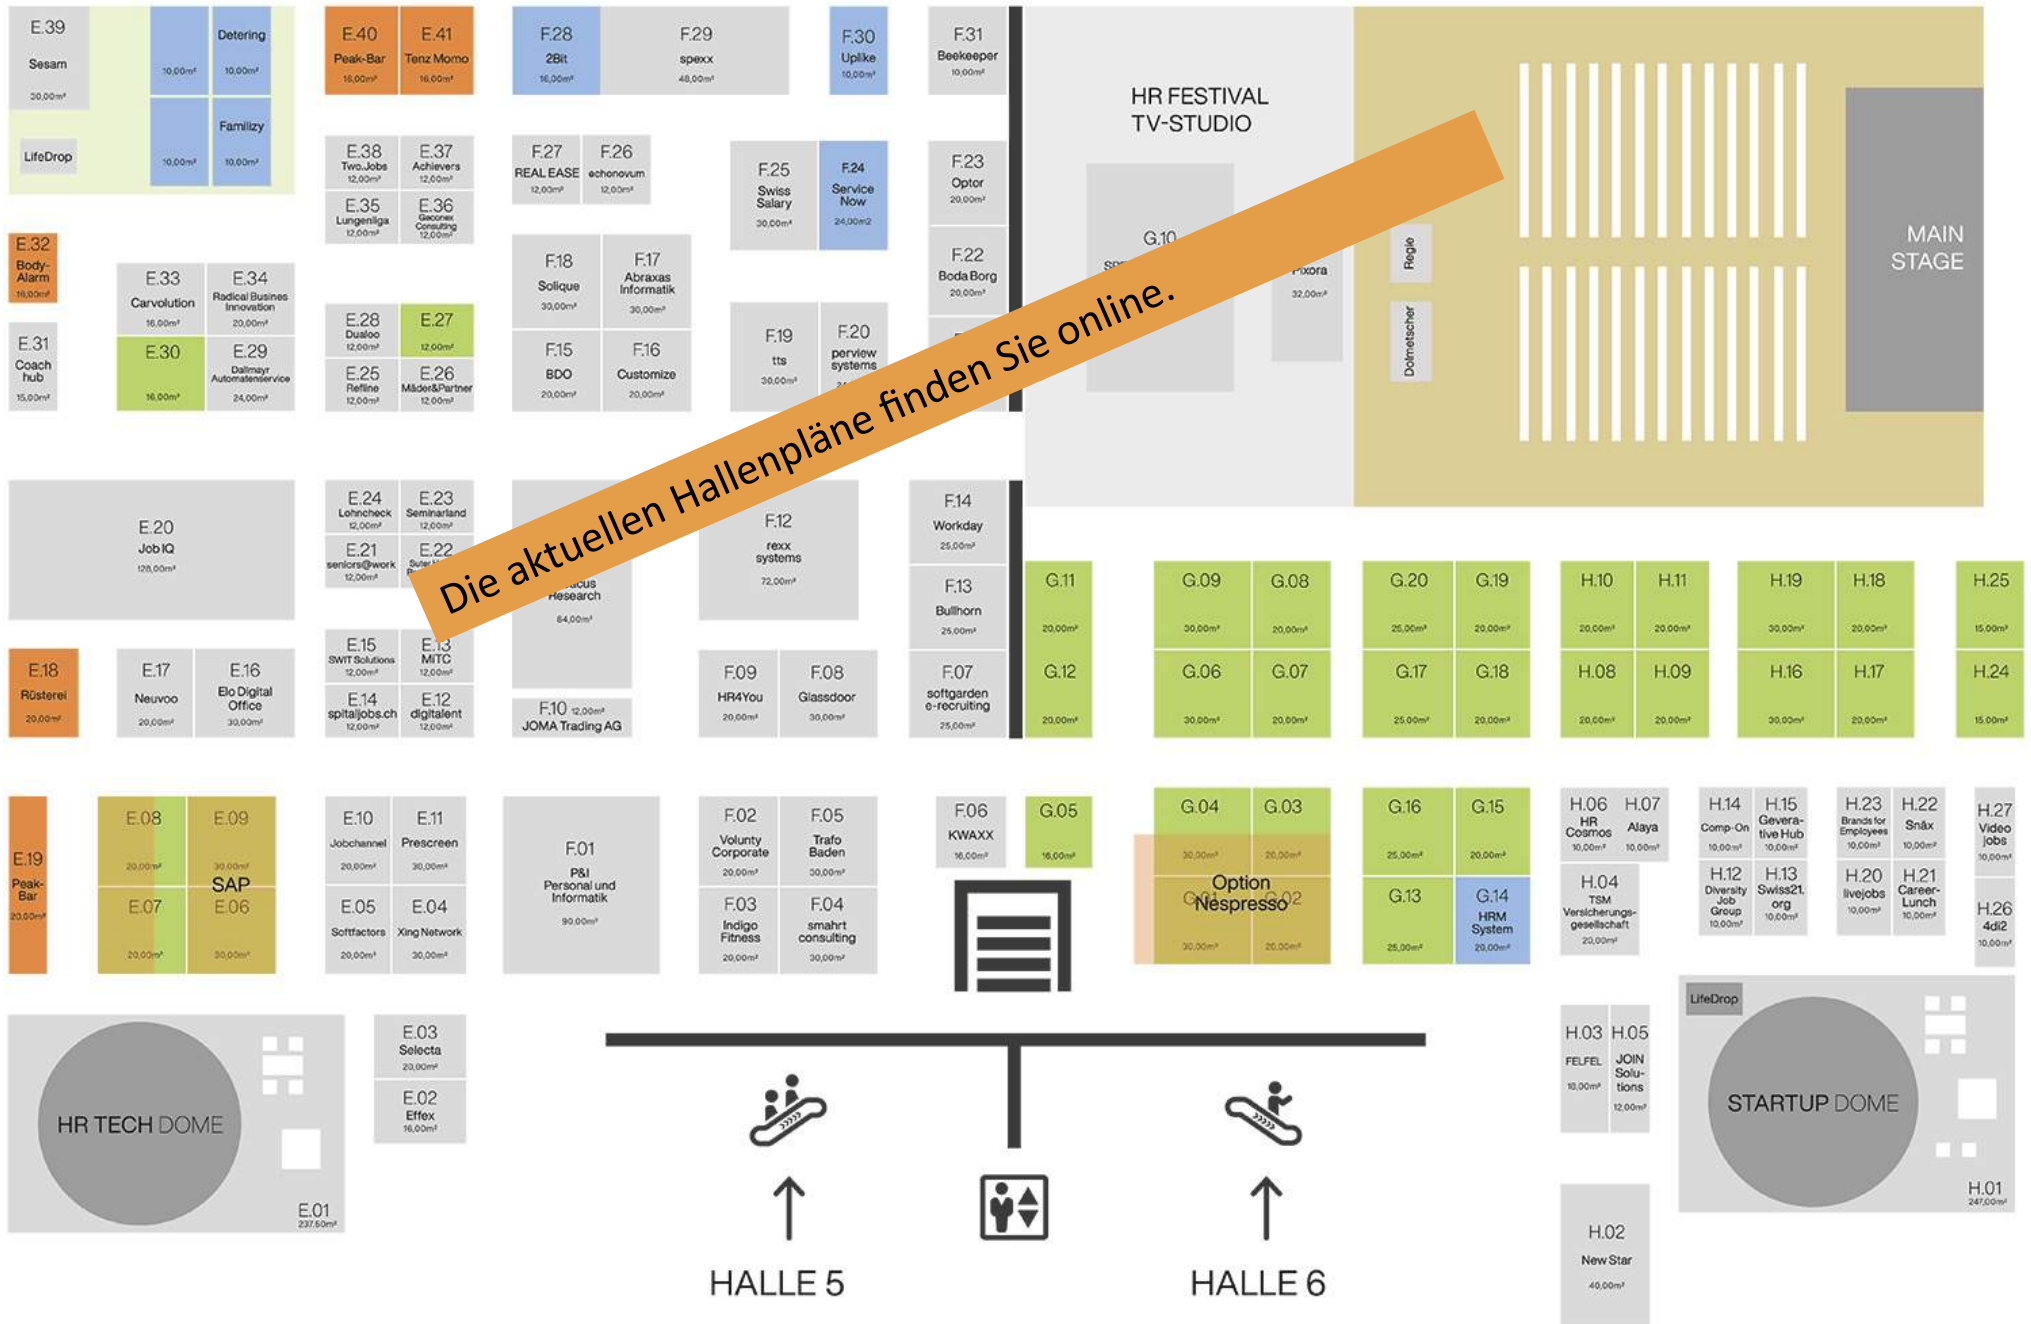 E.39
Sesam
30,00m²
LifeDrop
10,00m²
Detering
10,00m²
10,00m²
Familizy
10,00m²
E.40
Peak-Bar
16,00m²
E.41
Tenz Momo
16,00m²
F.28
2Bit
16,00m²
F.29
spexx
48,00m²
F.30
Uplike
10,00m²
F.31
Beekeeper
10,00m²
HR FESTIVAL
TV-STUDIO
MAIN
STAGE
E.38
Two.Jobs
12,00m²
E.37
Achievers
12,00m²
E.35
Lungenliga
12,00m²
E.36
Geconex
Consulting
12,00m²
F.27
REAL EASE
12,00m²
F.26
echonovum
12,00m²
F.25
Swiss
Salary
30,00m²
F.24
Service
Now
24,00m2
F.23
Optor
20,00m²
F.22
Boda Borg
20,00m²
G.10
Pixora
32,00m²
Regie
Dolmetscher
E.32
Body-
Alarm
16,00m²
E.31
Coach
hub
15,00m²
E.33
Carvolution
16,00m²
E.34
Radical Busines
Innovation
20,00m²
E.30
16,00m²
E.29
Dallmayr
Automatenservice
24,00m²
E.28
Dualoo
12,00m²
E.27
12,00m²
E.25
Refline
12,00m²
E.26
Mäder&Partner
12,00m²
F.18
Solique
30,00m²
F.17
Abraxas
Informatik
30,00m²
F.15
BDO
20,00m²
F.16
Customize
20,00m²
F.19
tts
30,00m²
F.20
perview
systems
Die aktuellen Hallenpläne finden Sie online.
E.20
Job IQ
128,00m²
E.24
Lohncheck
12,00m²
E.23
Seminarland
12,00m²
E.21
seniors@work
12,00m²
E.22
Research
84,00m²
F.12
rexx
systems
72,00m²
F.14
Workday
25,00m²
F.13
Bullhorn
25,00m²
F.07
softgarden
e-recruiting
25,00m²
E.18
Rüsterei
20,00m²
E.17
Neuvoo
20,00m²
E.16
Elo Digital
Office
30,00m²
E.15
SWIT Solutions
12,00m²
E.13
MiTC
12,00m²
E.14
spitaljobs.ch
12,00m²
E.12
digitalent
12,00m²
F.10 12,00m²
JOMA Trading AG
F.09
HR4You
20,00m²
F.08
Glassdoor
30,00m²
G.11
20,00m²
G.12
20,00m²
G.09
30,00m²
G.08
20,00m²
G.06
30,00m²
G.07
20,00m²
G.20
25,00m²
G.19
20,00m²
G.17
25,00m²
G.18
20,00m²
H.10
20,00m²
H.11
20,00m²
H.08
20,00m²
H.09
20,00m²
H.19
30,00m²
H.18
20,00m²
H.16
30,00m²
H.17
20,00m²
H.25
15,00m²
H.24
15,00m²
E.19
Peak-
Bar
20,00m²
E.08
20,00m²
E.09
30,00m²
SAP
E.07
20,00m²
E.06
30,00m²
E.10
Jobchannel
20,00m²
E.11
Prescreen
30,00m²
E.05
Softfactors
20,00m²
E.04
Xing Network
30,00m²
F.01
P&I
Personal und
Informatik
90,00m²
F.02
Volunty
Corporate
20,00m²
F.05
Trafo
Baden
30,00m²
F.03
Indigo
Fitness
20,00m²
F.04
smahrt
consulting
30,00m²
F.06
KWAXX
16,00m²
G.05
16,00m²
G.04
30,00m²
G.03
20,00m²
Option
Nespresso
G.01
30,00m²
G.02
20,00m²
G.16
25,00m²
G.15
20,00m²
G.13
25,00m²
G.14
HRM
System
20,00m²
H.06
HR
Cosmos
10,00m²
H.07
Alaya
10,00m²
H.04
TSM
Versicherungs-
gesellschaft
20,00m²
H.14
Comp-On
10,00m²
H.15
Gevera-
tive Hub
10,00m²
H.12
Diversity
Job
Group
10,00m²
H.13
Swiss21.
org
10,00m²
H.23
Brands for
Employees
10,00m²
H.22
Snäx
10,00m²
H.20
livejobs
10,00m²
H.21
Career-
Lunch
10,00m²
H.27
Video
jobs
10,00m²
H.26
4di2
10,00m²
HR TECH DOME
E.01
237,60m²
E.03
Selecta
20,00m²
E.02
Effex
16,00m²
HALLE 5
HALLE 6
H.03
FELFEL
10,00m²
H.05
JOIN
Solu-
tions
12,00m²
LifeDrop
STARTUP DOME
H.01
247,00m²
H.02
New Star
40,00m²